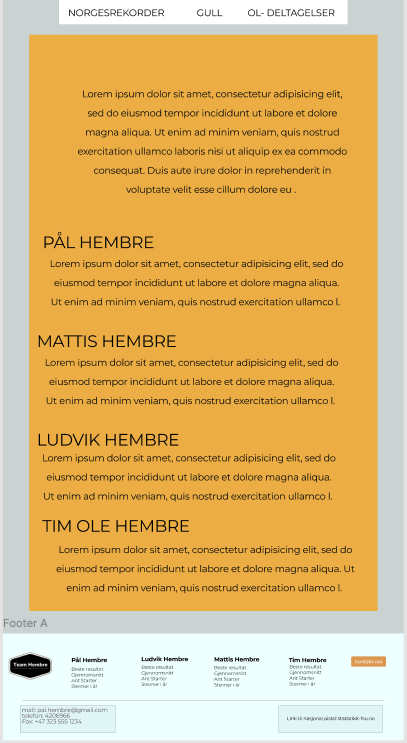 NORGESREKORDER GULL OL- DELTAGELSER
Lorem ipsum dolor sit amet, consectetur adipisicing elit,
sed do eiusmod tempor incididunt ut labore et dolore
magna aliqua. Ut enim ad minim veniam, quis nostrud
exercitation ullamco laboris nisi ut aliquip ex ea commodo
consequat. Duis aute irure dolor in reprehenderit in
voluptate velit esse cillum dolore eu .
PÅL HEMBRE
Lorem ipsum dolor sit amet, consectetur adipisicing elit, sed do
eiusmod tempor incididunt ut labore et dolore magna aliqua.
Ut enim ad minim veniam, quis nostrud exercitation ullamco l.
MATTIS HEMBRE
Lorem ipsum dolor sit amet, consectetur adipisicing elit, sed do
eiusmod tempor incididunt ut labore et dolore magna aliqua.
Ut enim ad minim veniam, quis nostrud exercitation ullamco l.
LUDVIK HEMBRE
Lorem ipsum dolor sit amet, consectetur adipisicing elit, sed do
eiusmod tempor incididunt ut labore et dolore magna aliqua.
Ut enim ad minim veniam, quis nostrud exercitation ullamco l.
TIM OLE HEMBRE
Lorem ipsum dolor sit amet, consectetur adipisicing elit, sed do
eiusmod tempor incididunt ut labore et dolore magna aliqua. Ut
enim ad minim veniam, quis nostrud exercitation ullamco l.
Footer A
Team Hembre
Pål Hembre
Beste resultat
Gjennomsnitt
Ant Starter
Stevner i år
Ludvik Hembre
Beste resultat
Gjennomsnitt
Ant Starter
Stevner i år
Mattis Hembre
Beste resultat
Gjennomsnitt
Ant Starter
Stevner i år
Tim Hembre
Beste resultat
Gjennomsnitt
Ant Starter
Stevner i år
Kontakt oss
mail: pal.hembre@gmail.com
telefon: 4206966
Fax: +47 323 555 1234
Link til nasjonal pistol statistikk: fsu.no